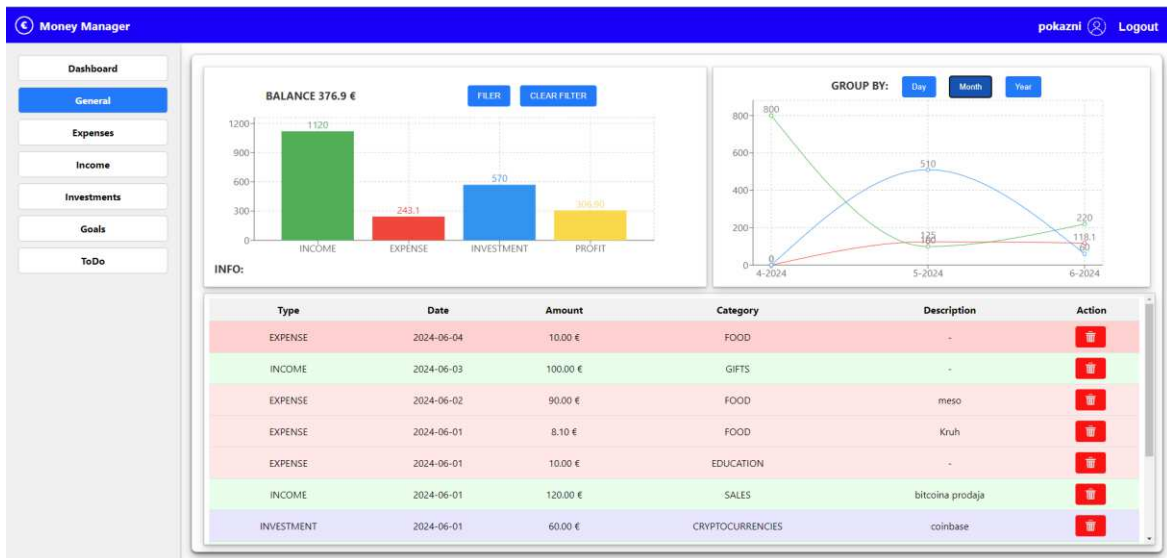 € Money Manager
pokazni Logout
Dashboard
General
Expenses
Income
Investments
Goals
ToDo
BALANCE 376.9 €
FILER
CLEAR FILTER
1200
900
600
300
0
1120
243.1
570
306.90
INCOME EXPENSE INVESTMENT PROFIT
INFO:
GROUP BY: Day Month Year
800
600
400
200
0
800
510
125
100
220
118.1
60
0
4-2024 5-2024 6-2024
Type Date Amount Category Description Action
EXPENSE 2024-06-04 10.00 € FOOD -
INCOME 2024-06-03 100.00 € GIFTS -
EXPENSE 2024-06-02 90.00 € FOOD meso
EXPENSE 2024-06-01 8.10 € FOOD Kruh
EXPENSE 2024-06-01 10.00 € EDUCATION -
INCOME 2024-06-01 120.00 € SALES bitcoina prodaja
INVESTMENT 2024-06-01 60.00 € CRYPTOCURRENCIES coinbase